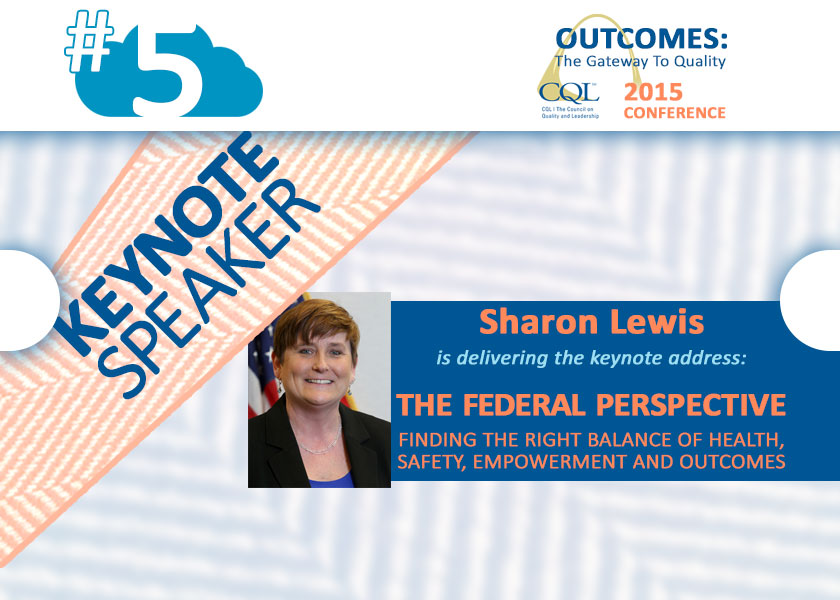 #5
OUTCOMES:
The Gateway To Quality
CQL™
CQL | The Council on
Quality and Leadership
2015
CONFERENCE
KEYNOTE
SPEAKER
Sharon Lewis
is delivering the keynote address:
THE FEDERAL PERSPECTIVE
FINDING THE RIGHT BALANCE OF HEALTH,
SAFETY, EMPOWERMENT AND OUTCOMES